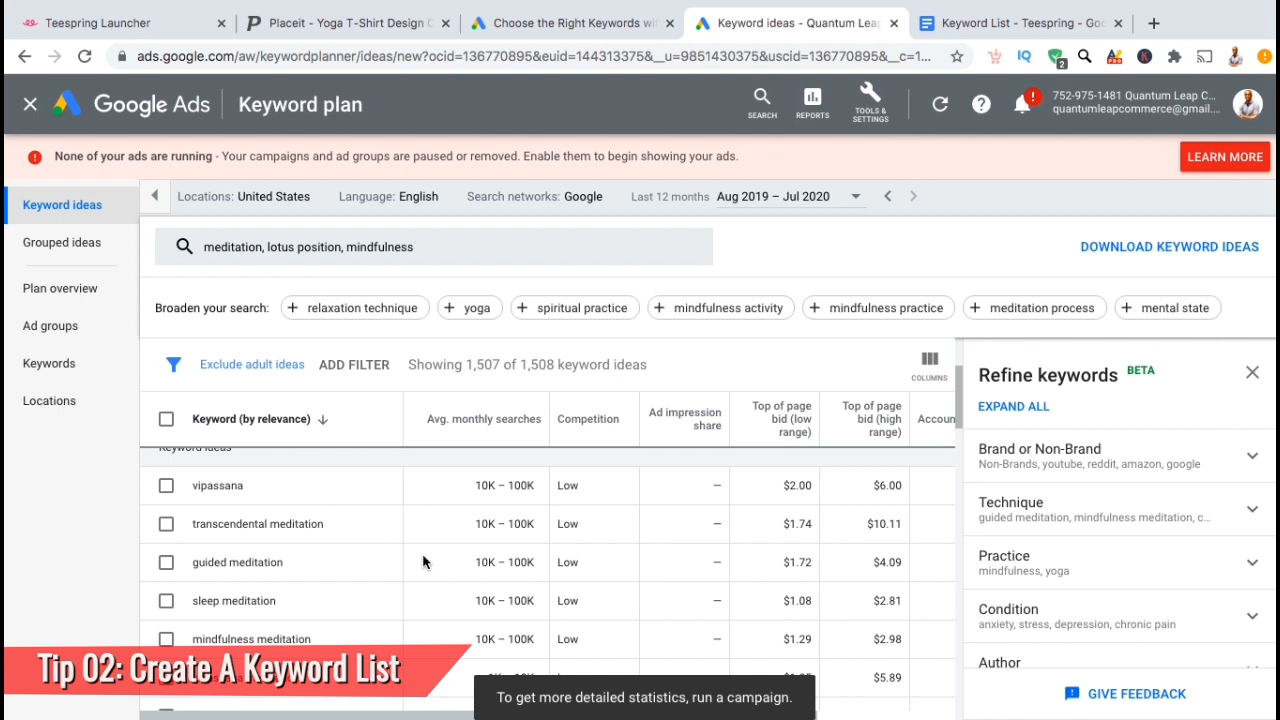 Teespring Launcher
Placeit - Yoga T-Shirt Design
Choose the Right Keywords wi
Keyword ideas - Quantum Lea
Keyword List - Teespring - Goo
ads.google.com/aw/keywordplanner/ideas/new?ocid=136770895&euid=144313375&__u=9851430375&uscid=136770895&__c=1...
IQ
2
PRO
K
Google Ads
Keyword plan
SEARCH
REPORTS
TOOLS &
SETTINGS
752-975-1481 Quantum Leap C...
quantumleapcommerce@gmail....
None of your ads are running - Your campaigns and ad groups are paused or removed. Enable them to begin showing your ads.
LEARN MORE
Keyword ideas
Grouped ideas
Plan overview
Ad groups
Keywords
Locations
Locations: United States
Language: English
Search networks: Google
Last 12 months Aug 2019 – Jul 2020
meditation, lotus position, mindfulness
DOWNLOAD KEYWORD IDEAS
Broaden your search: + relaxation technique + yoga + spiritual practice + mindfulness activity + mindfulness practice + meditation process + mental state
Exclude adult ideas ADD FILTER Showing 1,507 of 1,508 keyword ideas
COLUMNS
Keyword (by relevance)
Avg. monthly searches
Competition
Ad impression
share
Top of page
bid (low
range)
Top of page
bid (high
range)
Accoun
Keyword ideas
vipassana 10K – 100K Low – $2.00 $6.00
transcendental meditation 10K – 100K Low – $1.74 $10.11
guided meditation 10K – 100K Low – $1.72 $4.09
sleep meditation 10K – 100K Low – $1.08 $2.81
mindfulness meditation 10K – 100K Low – $1.29 $2.98
$5.89
Refine keywords BETA
EXPAND ALL
Brand or Non-Brand
Non-Brands, youtube, reddit, amazon, google
Technique
guided meditation, mindfulness meditation, c...
Practice
mindfulness, yoga
Condition
anxiety, stress, depression, chronic pain
Author
GIVE FEEDBACK
Tip 02: Create A Keyword List
To get more detailed statistics, run a campaign.